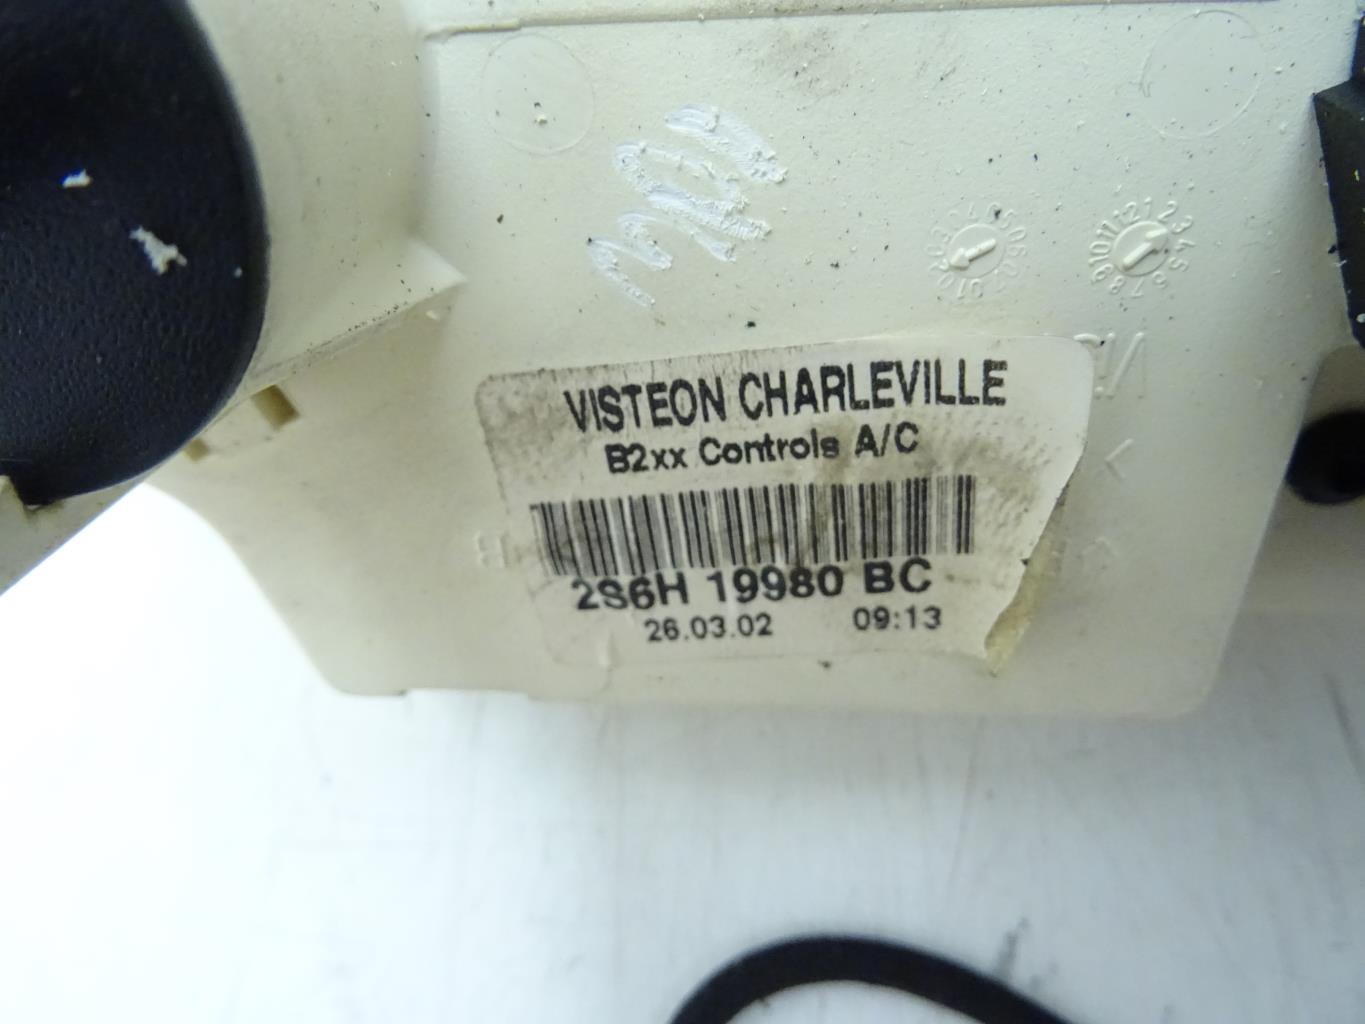 VISTEON CHARLEVILLE
B2xx Controls A/C
2S6H 19980 BC
26.03.02 09:13